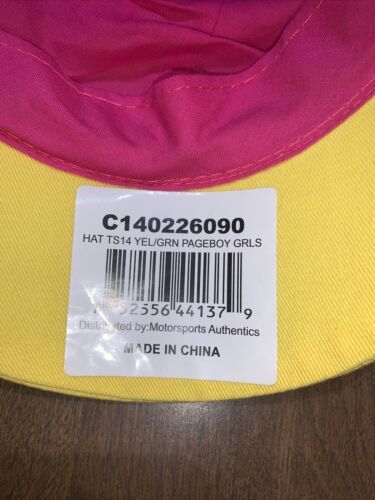 C140226090
HAT TS14 YEL/GRN PAGEBOY GRLS
52556 44137 9
Distributed by:Motorsports Authentics
MADE IN CHINA